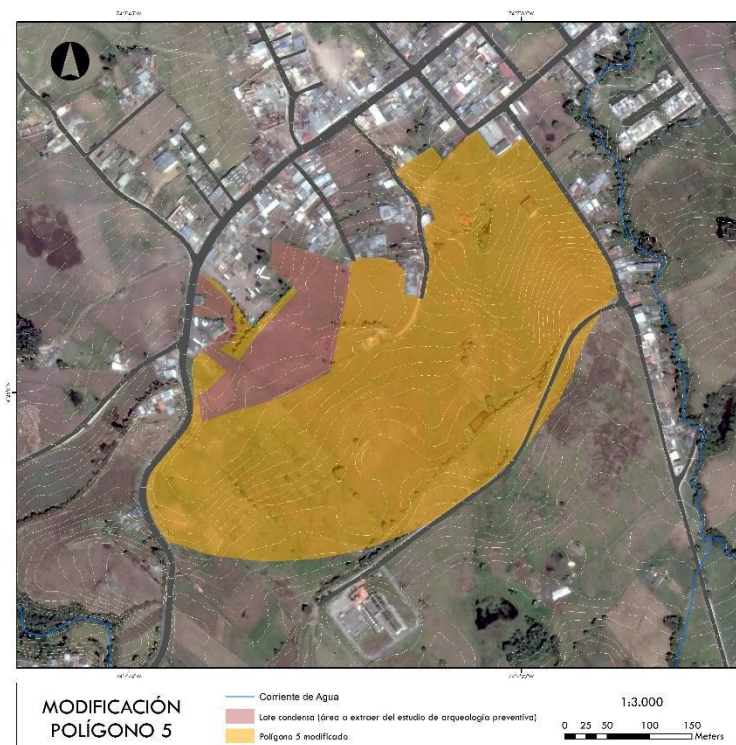 MODIFICACIÓN
POLÍGONO 5
Corriente de Agua
Lote condensa (área a extraer del estudio de arqueología preventiva)
Polígono 5 modificado
1:3.000
0 25 50 100 150
Meters